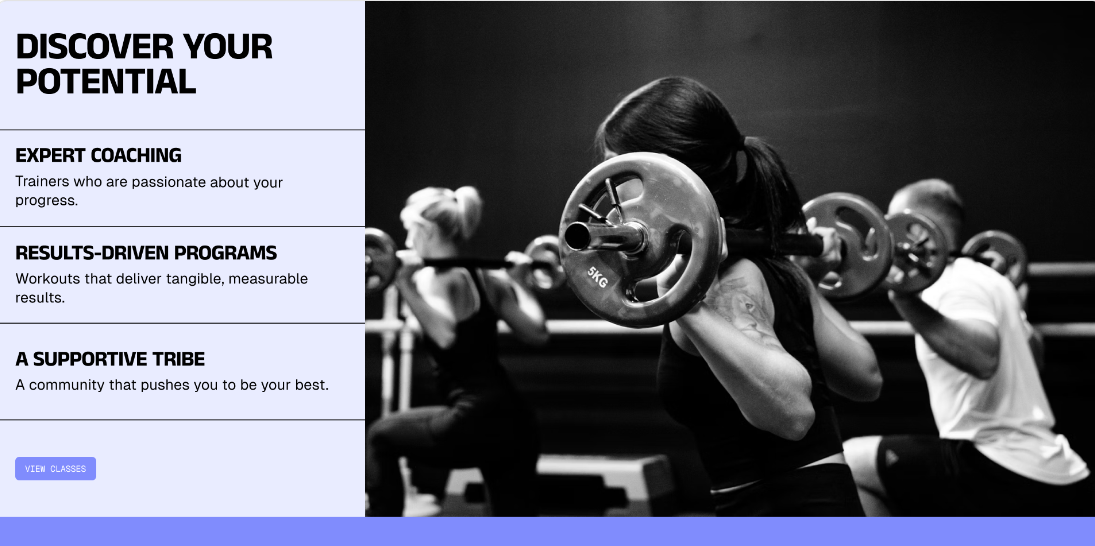 DISCOVER YOUR
POTENTIAL
EXPERT COACHING
Trainers who are passionate about your
progress.
RESULTS-DRIVEN PROGRAMS
Workouts that deliver tangible, measurable
results.
A SUPPORTIVE TRIBE
A community that pushes you to be your best.
VIEW CLASSES
5KG